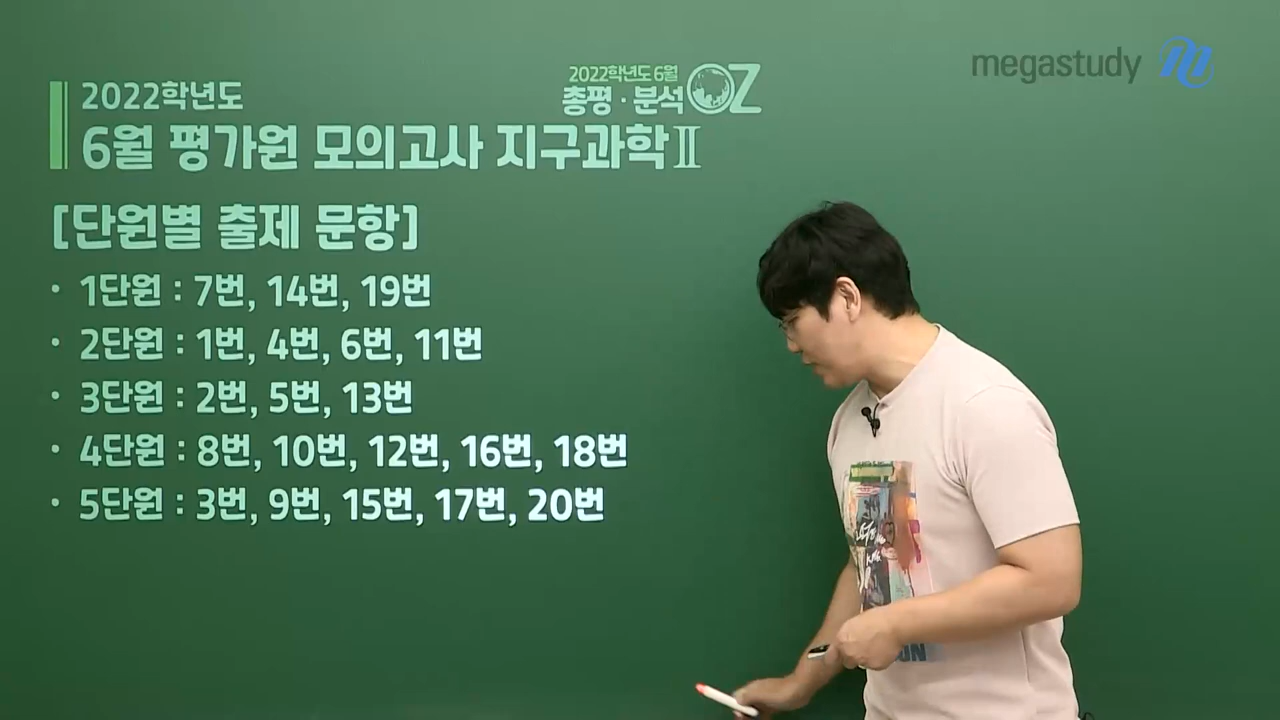 2022학년도 6월
총평 · 분석 OZ
megastudy
2022학년도
6월 평가원 모의고사 지구과학Ⅱ
[단원별 출제 문항]
• 1단원 : 7번, 14번, 19번
• 2단원 : 1번, 4번, 6번, 11번
• 3단원 : 2번, 5번, 13번
• 4단원 : 8번, 10번, 12번, 16번, 18번
• 5단원 : 3번, 9번, 15번, 17번, 20번